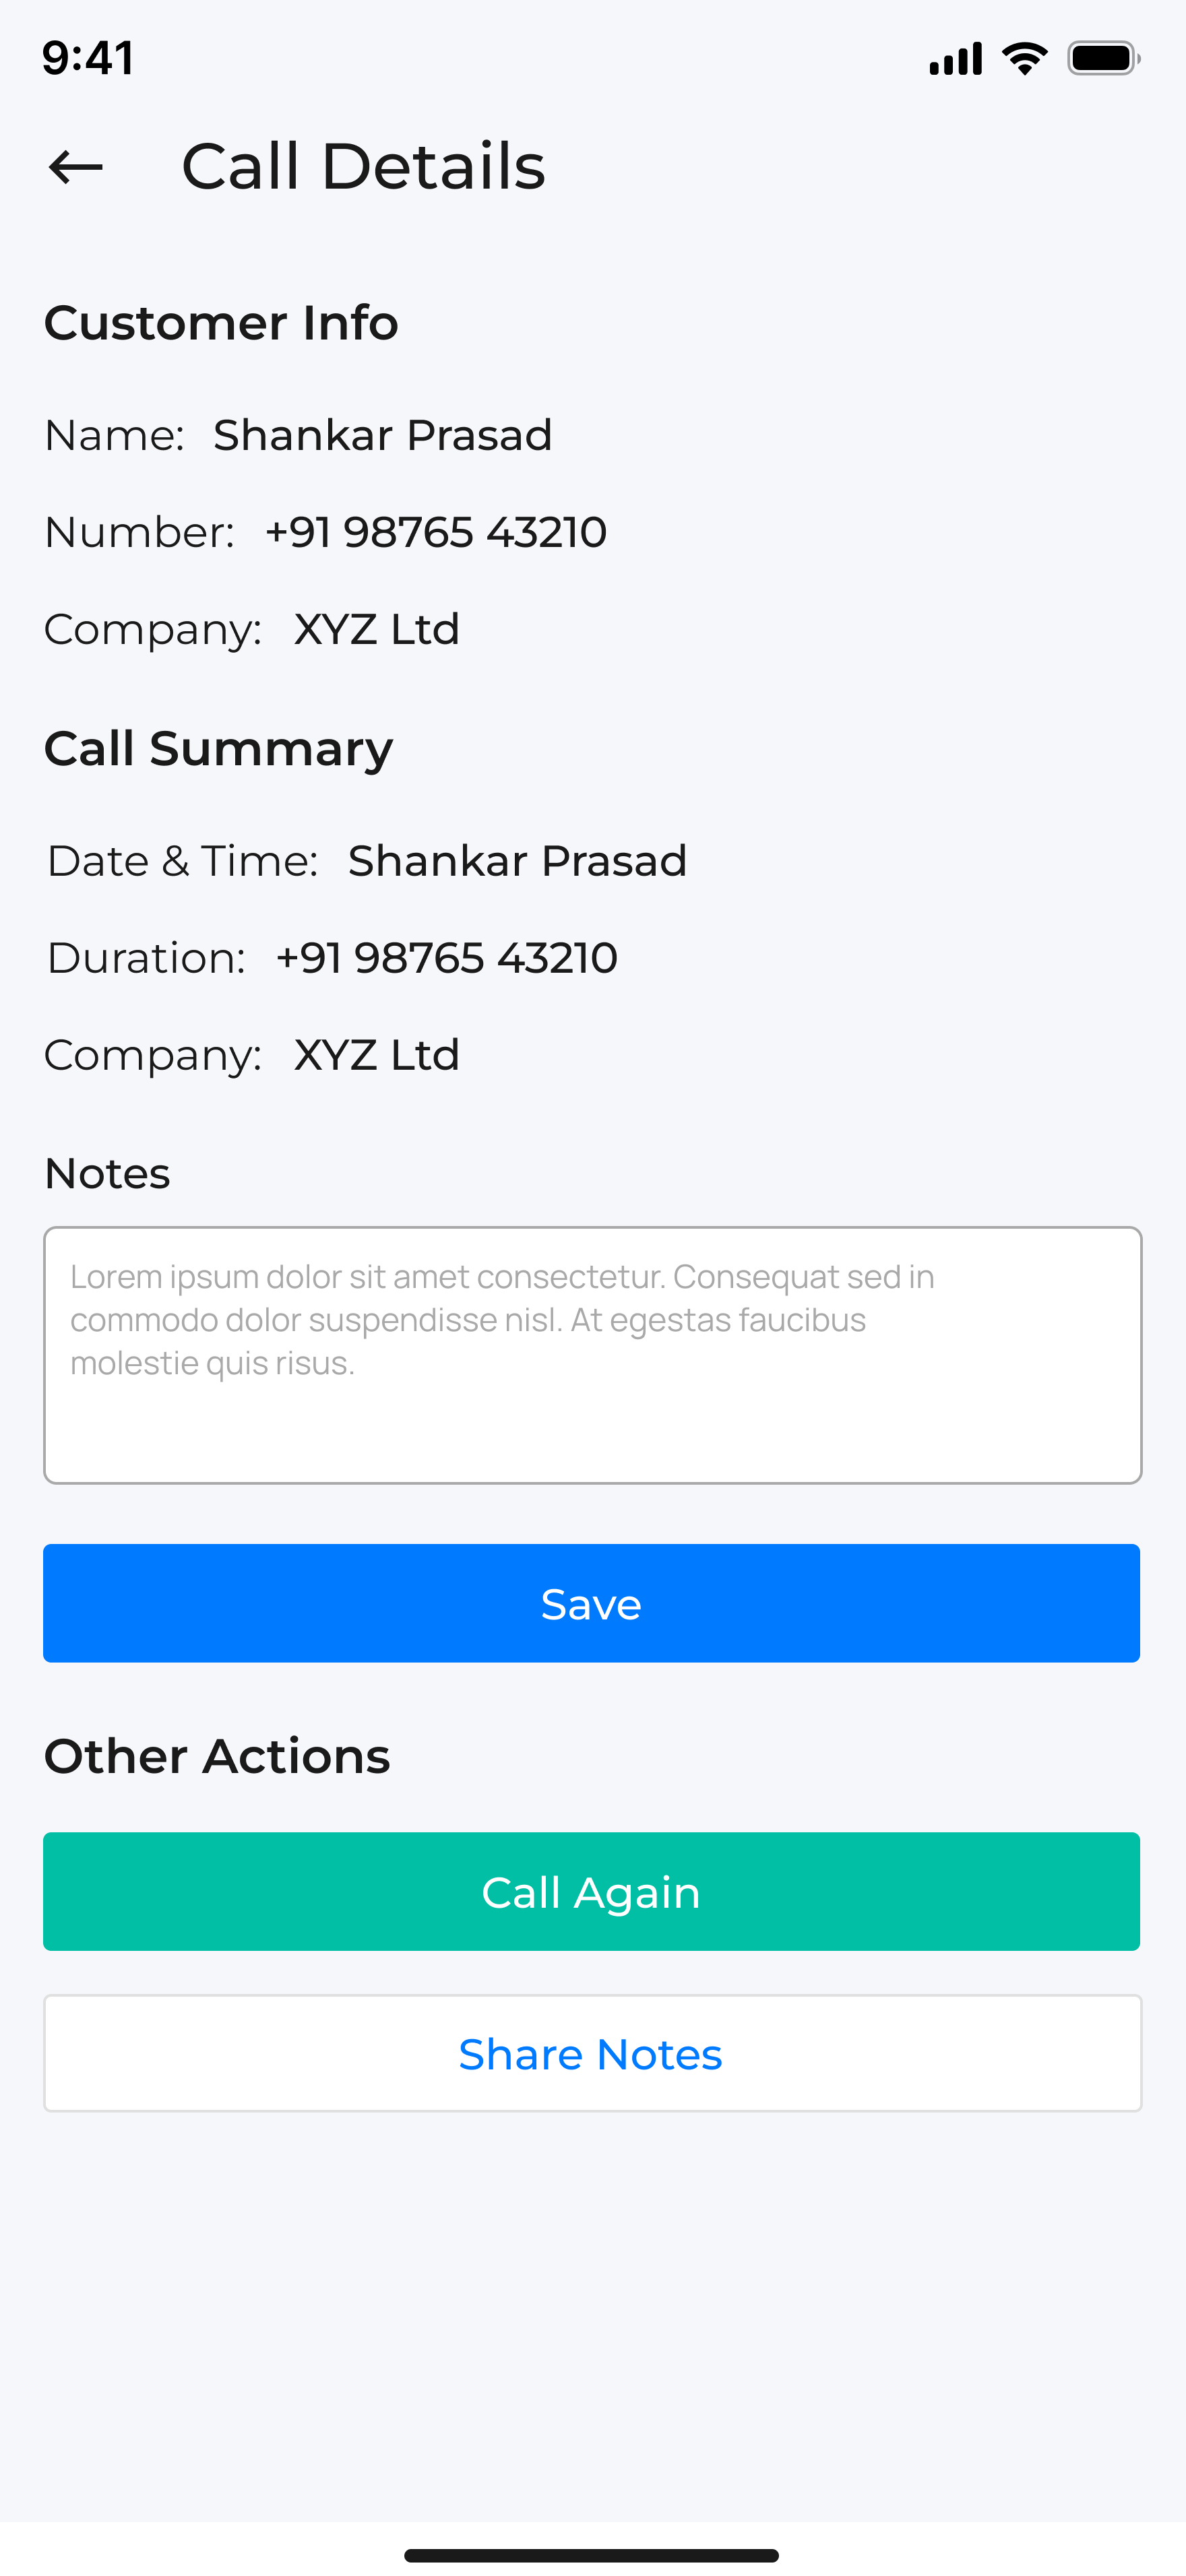 9:41
Call Details
Customer Info
Name: Shankar Prasad
Number: +91 98765 43210
Company: XYZ Ltd
Call Summary
Date & Time: Shankar Prasad
Duration: +91 98765 43210
Company: XYZ Ltd
Notes
Lorem ipsum dolor sit amet consectetur. Consequat sed in
commodo dolor suspendisse nisl. At egestas faucibus
molestie quis risus.
Save
Other Actions
Call Again
Share Notes